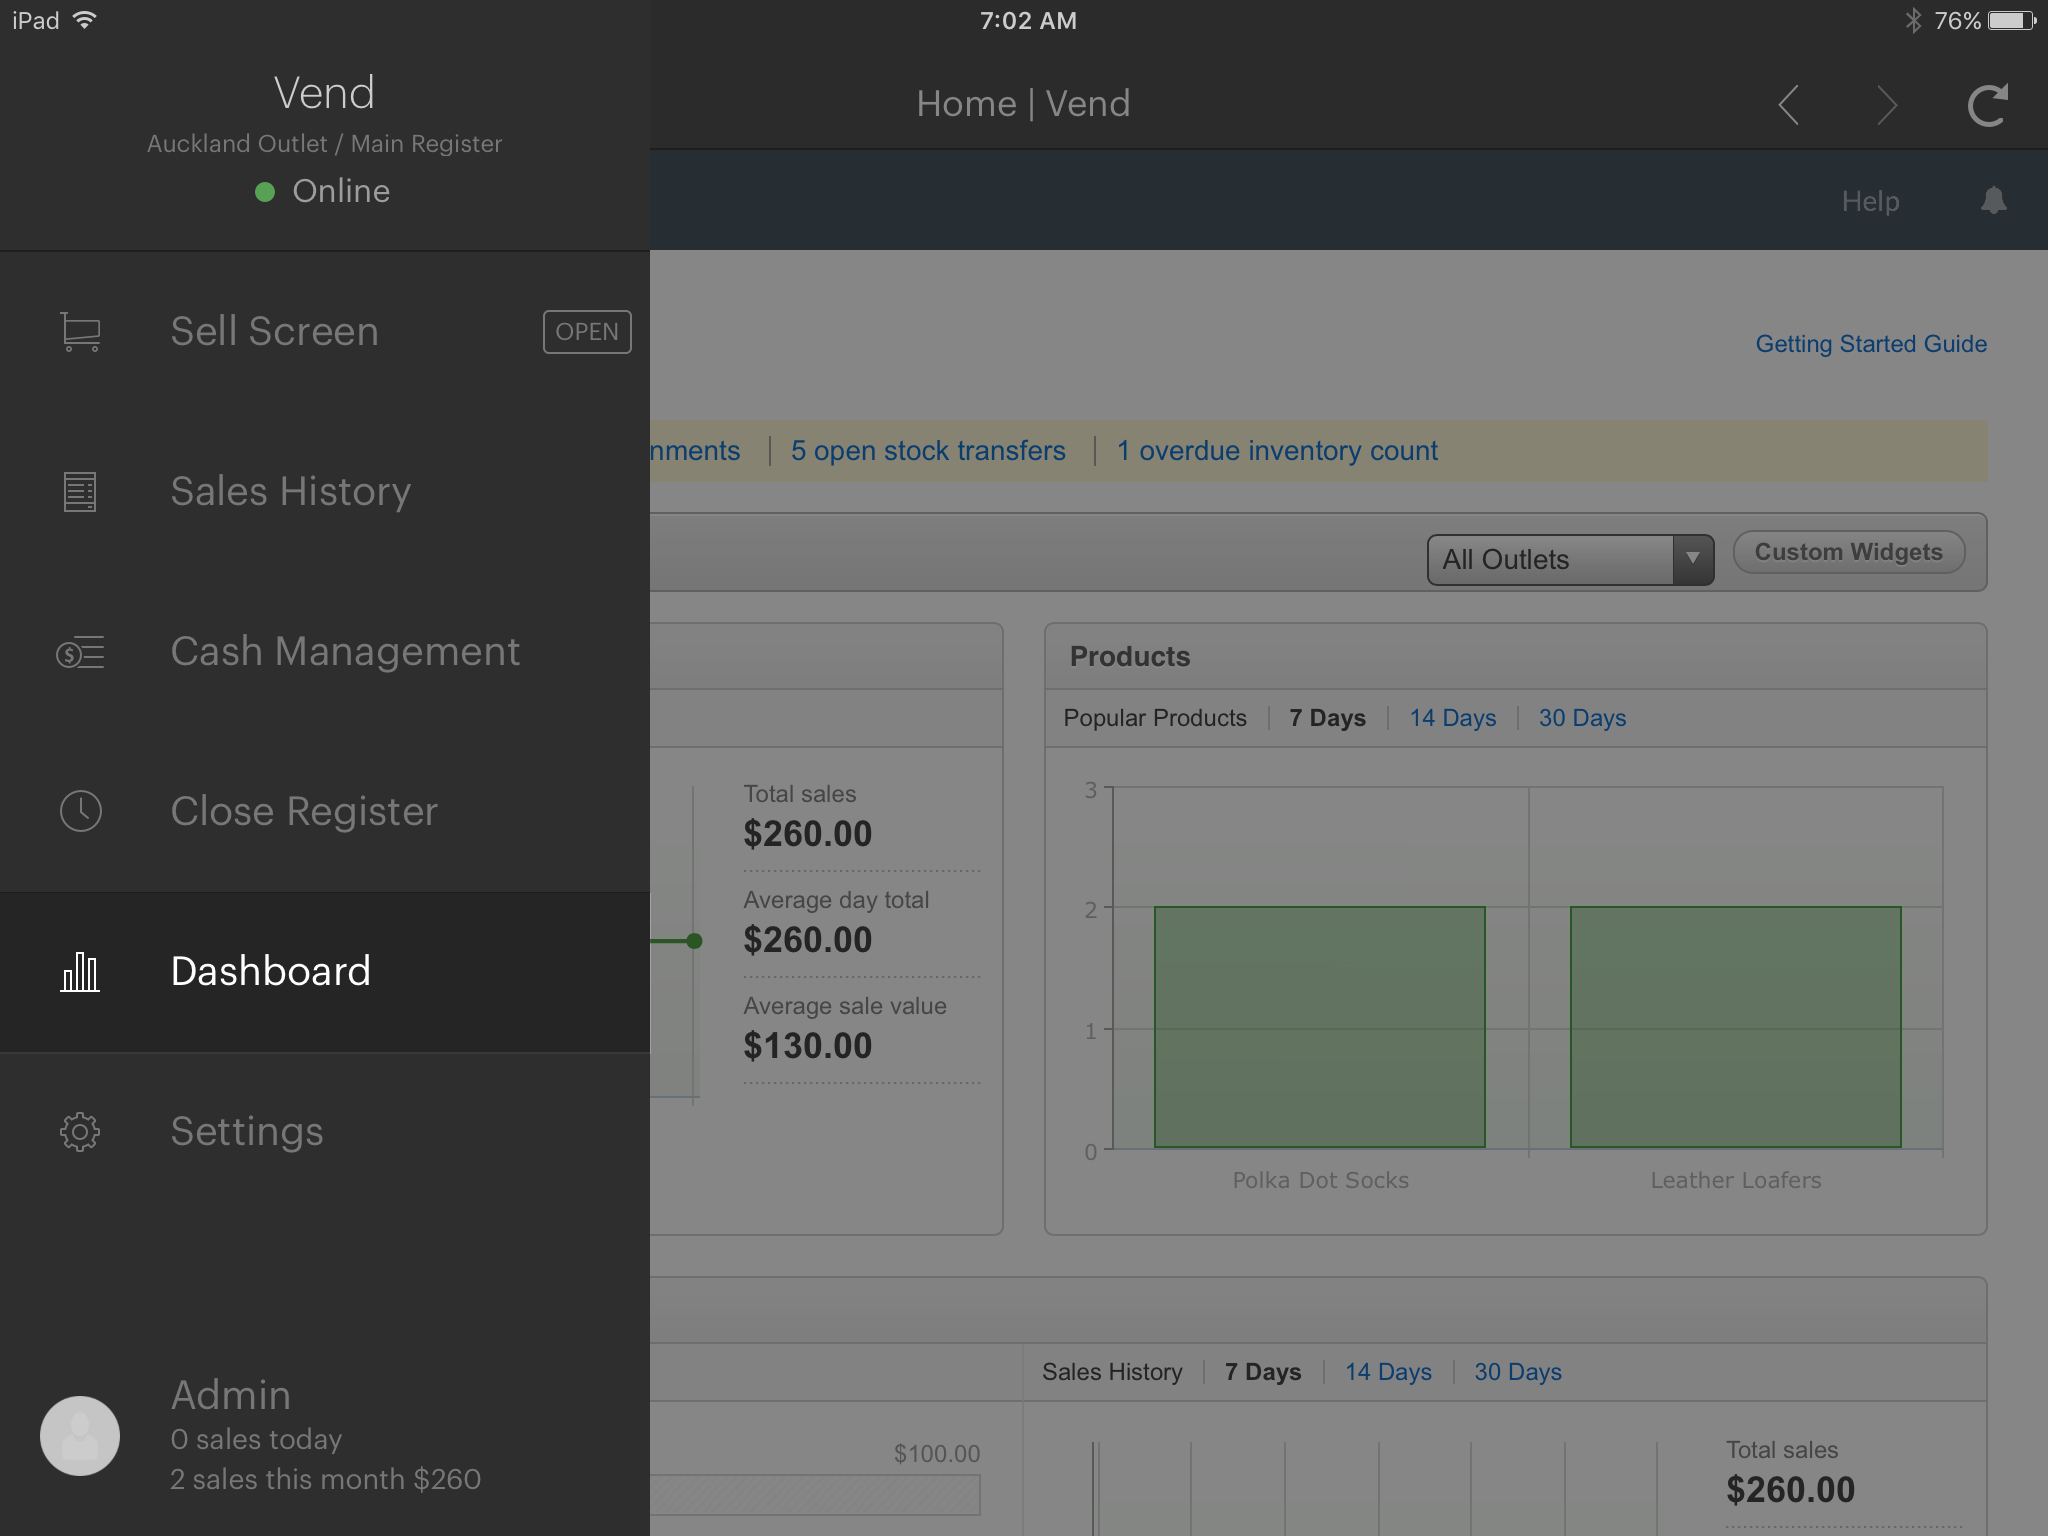 iPad
7:02 AM
76%
Vend
Auckland Outlet / Main Register
Online
Home | Vend
Help
Sell Screen
OPEN
Sales History
Cash Management
Close Register
Dashboard
Settings
Admin
0 sales today
2 sales this month $260
Getting Started Guide
nments | 5 open stock transfers | 1 overdue inventory count
All Outlets
Custom Widgets
Total sales
$260.00
Average day total
$260.00
Average sale value
$130.00
Products
Popular Products | 7 Days | 14 Days | 30 Days
3
2
1
0
Polka Dot Socks
Leather Loafers
$100.00
Sales History | 7 Days | 14 Days | 30 Days
Total sales
$260.00